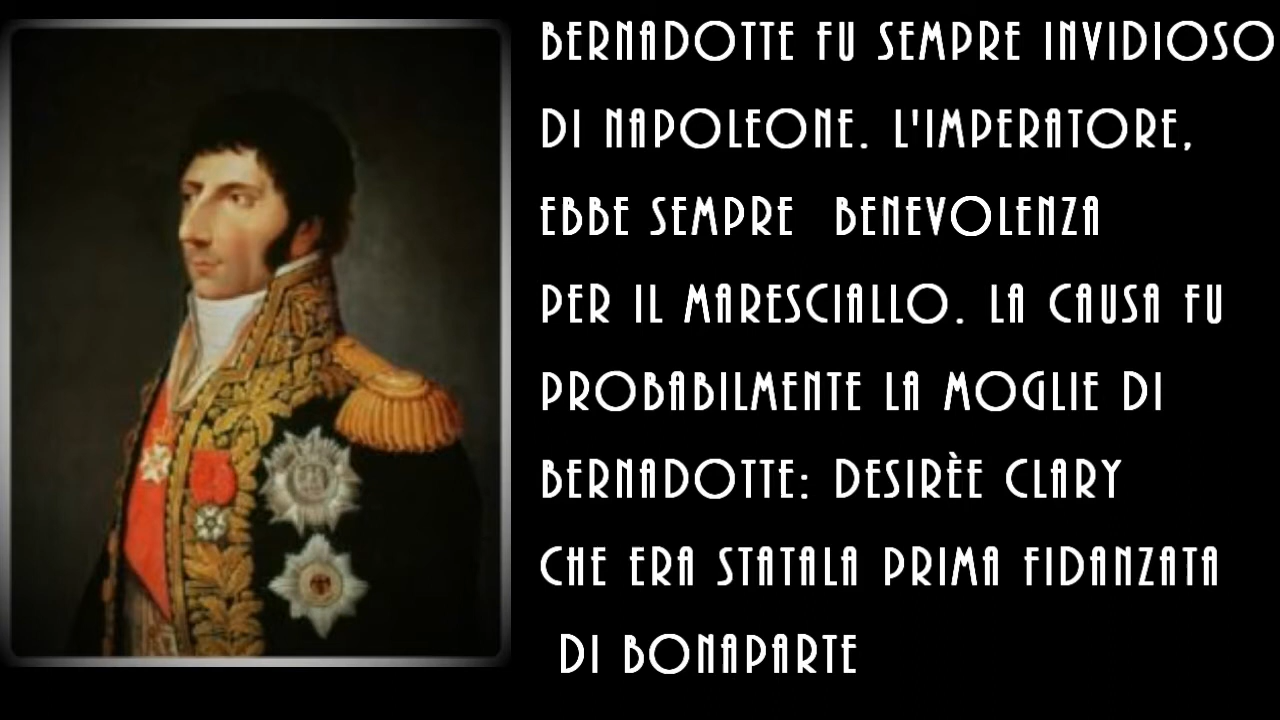 BERNADOTTE FU SEMPRE INVIDIOSO
DI NAPOLEONE. L'IMPERATORE,
EBBE SEMPRE BENEVOLENZA
PER IL MARESCIALLO. LA CAUSA FU
PROBABILMENTE LA MOGLIE DI
BERNADOTTE: DESIRÈE CLARY
CHE ERA STATALA PRIMA FIDANZATA
DI BONAPARTE